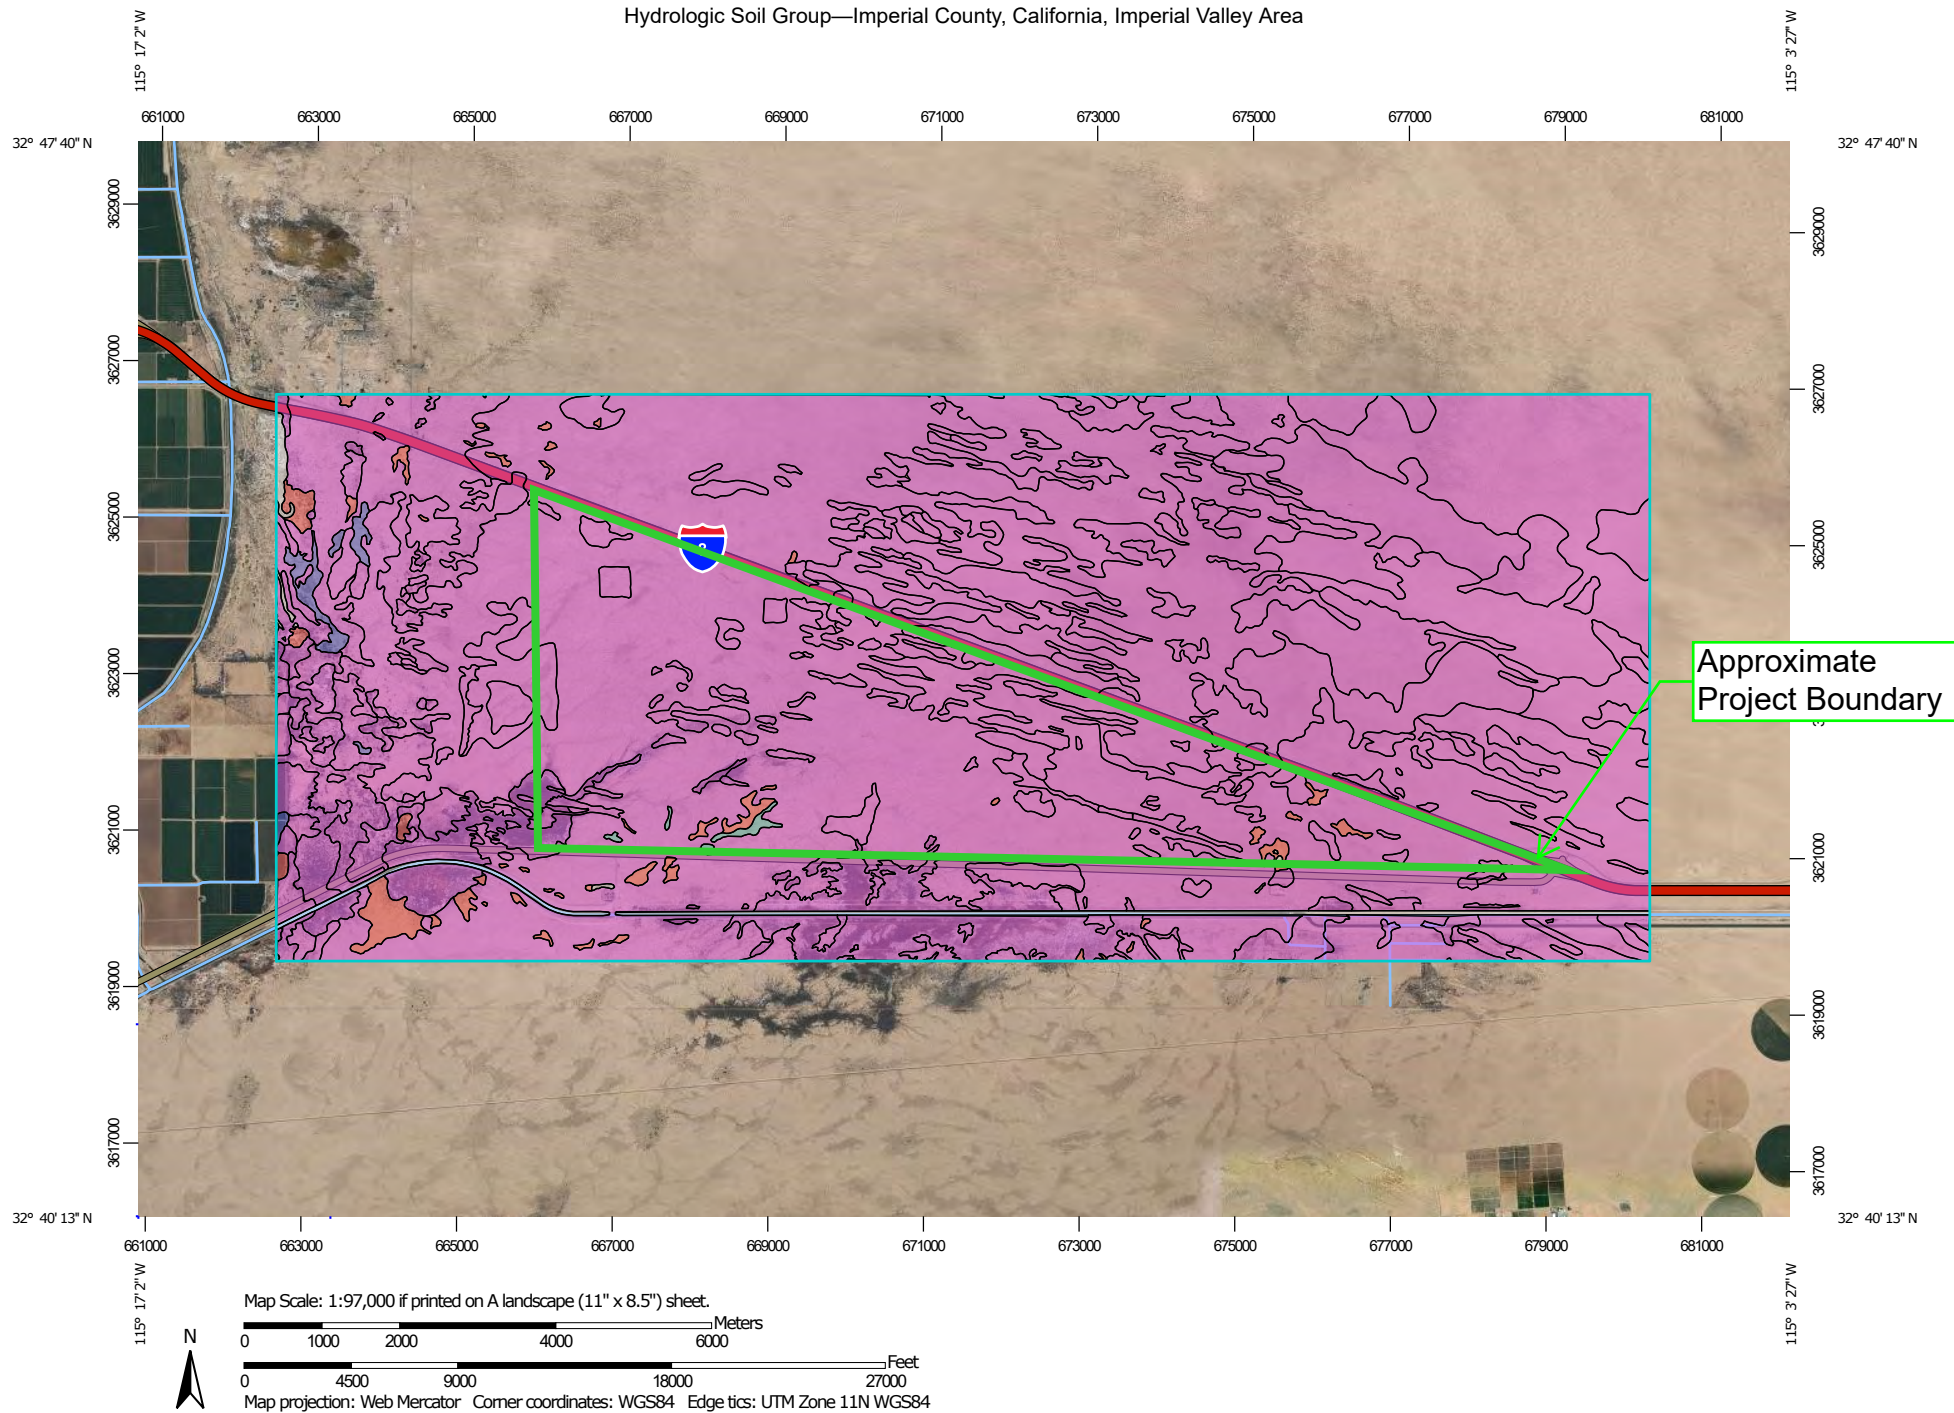 Hydrologic Soil Group—Imperial County, California, Imperial Valley Area
115° 17' 2" W
115° 3' 27" W
661000 663000 665000 667000 669000 671000 673000 675000 677000 679000 681000
32° 47' 40" N
32° 47' 40" N
3629000
3629000
3627000
3627000
3625000
3625000
8
3623000
Approximate
Project Boundary
3621000
3621000
3619000
3619000
3617000
3617000
32° 40' 13" N
32° 40' 13" N
661000 663000 665000 667000 669000 671000 673000 675000 677000 679000 681000
115° 17' 2" W
115° 3' 27" W
Map Scale: 1:97,000 if printed on A landscape (11" x 8.5") sheet.
Meters
0 1000 2000 4000 6000
Feet
0 4500 9000 18000 27000
N
Map projection: Web Mercator Corner coordinates: WGS84 Edge tics: UTM Zone 11N WGS84